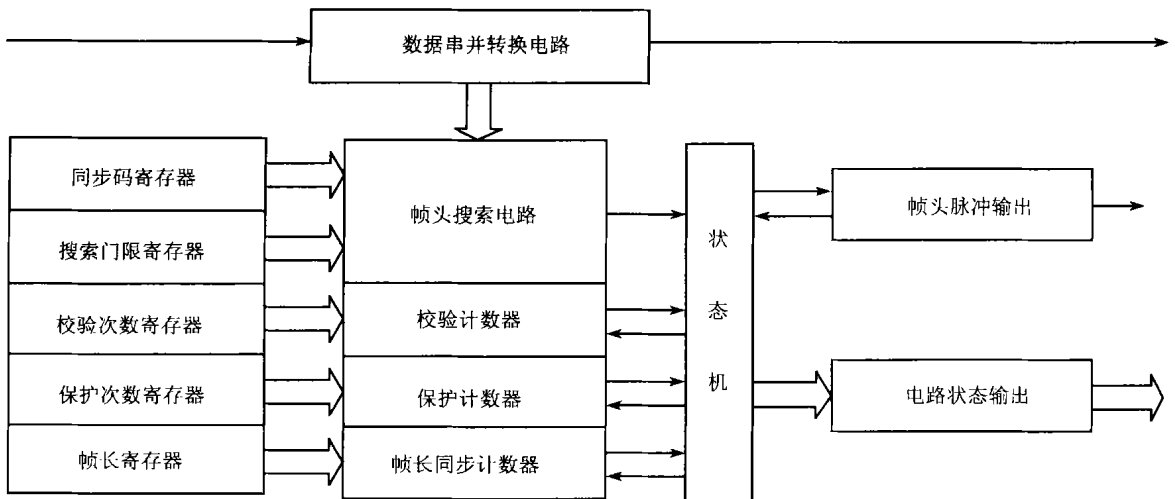 数据串并转换电路
同步码寄存器
搜索门限寄存器
校验次数寄存器
保护次数寄存器
帧长寄存器
帧头搜索电路
校验计数器
保护计数器
帧长同步计数器
状态机
帧头脉冲输出
电路状态输出